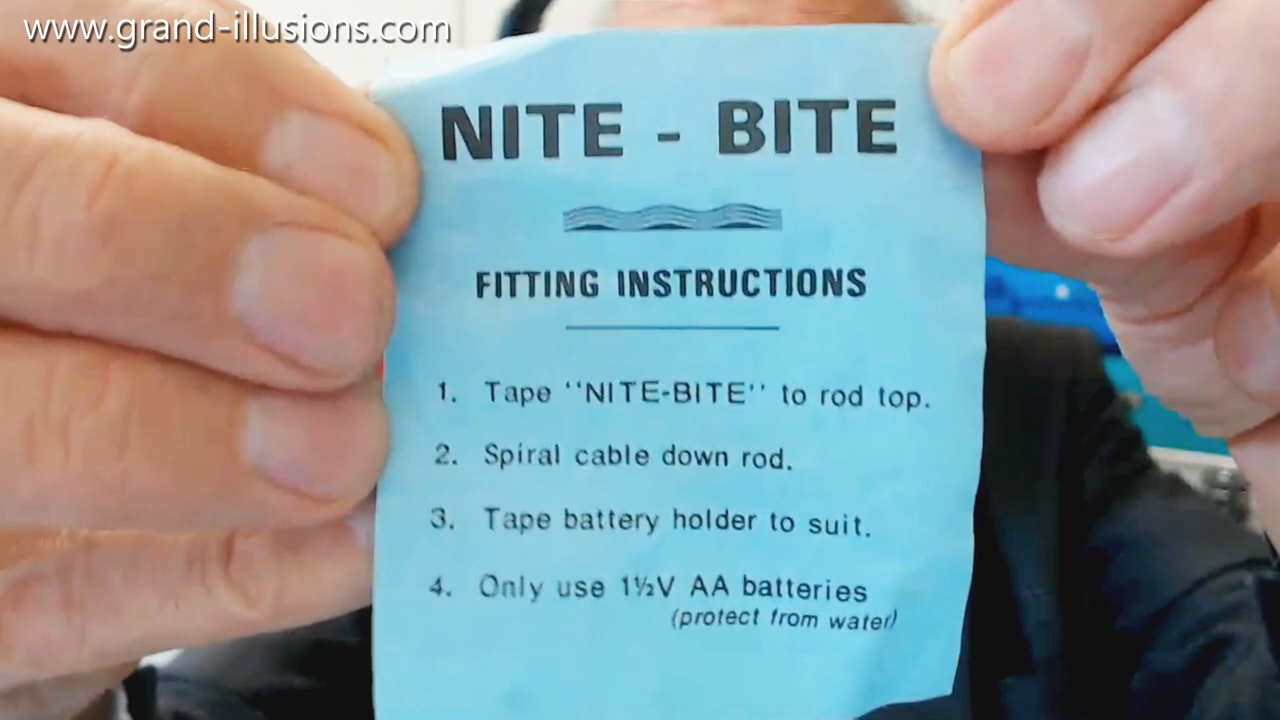 www.grand-illusions.com
NITE - BITE
FITTING INSTRUCTIONS
1. Tape ‘‘NITE-BITE’’ to rod top.
2. Spiral cable down rod.
3. Tape battery holder to suit.
4. Only use 1½V AA batteries
(protect from water)